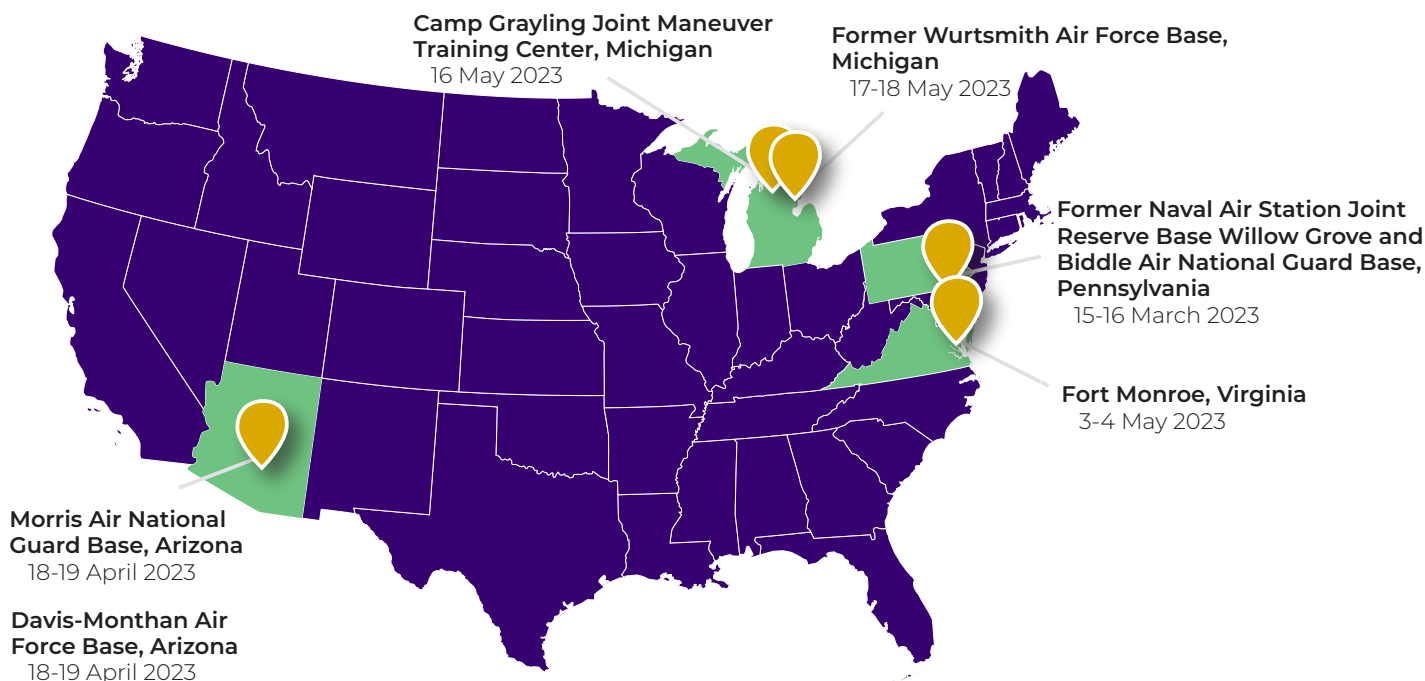 Camp Grayling Joint Maneuver
Training Center, Michigan
16 May 2023
Former Wurtsmith Air Force Base,
Michigan
17-18 May 2023
Former Naval Air Station Joint
Reserve Base Willow Grove and
Biddle Air National Guard Base,
Pennsylvania
15-16 March 2023
Fort Monroe, Virginia
3-4 May 2023
Morris Air National
Guard Base, Arizona
18-19 April 2023
Davis-Monthan Air
Force Base, Arizona
18-19 April 2023